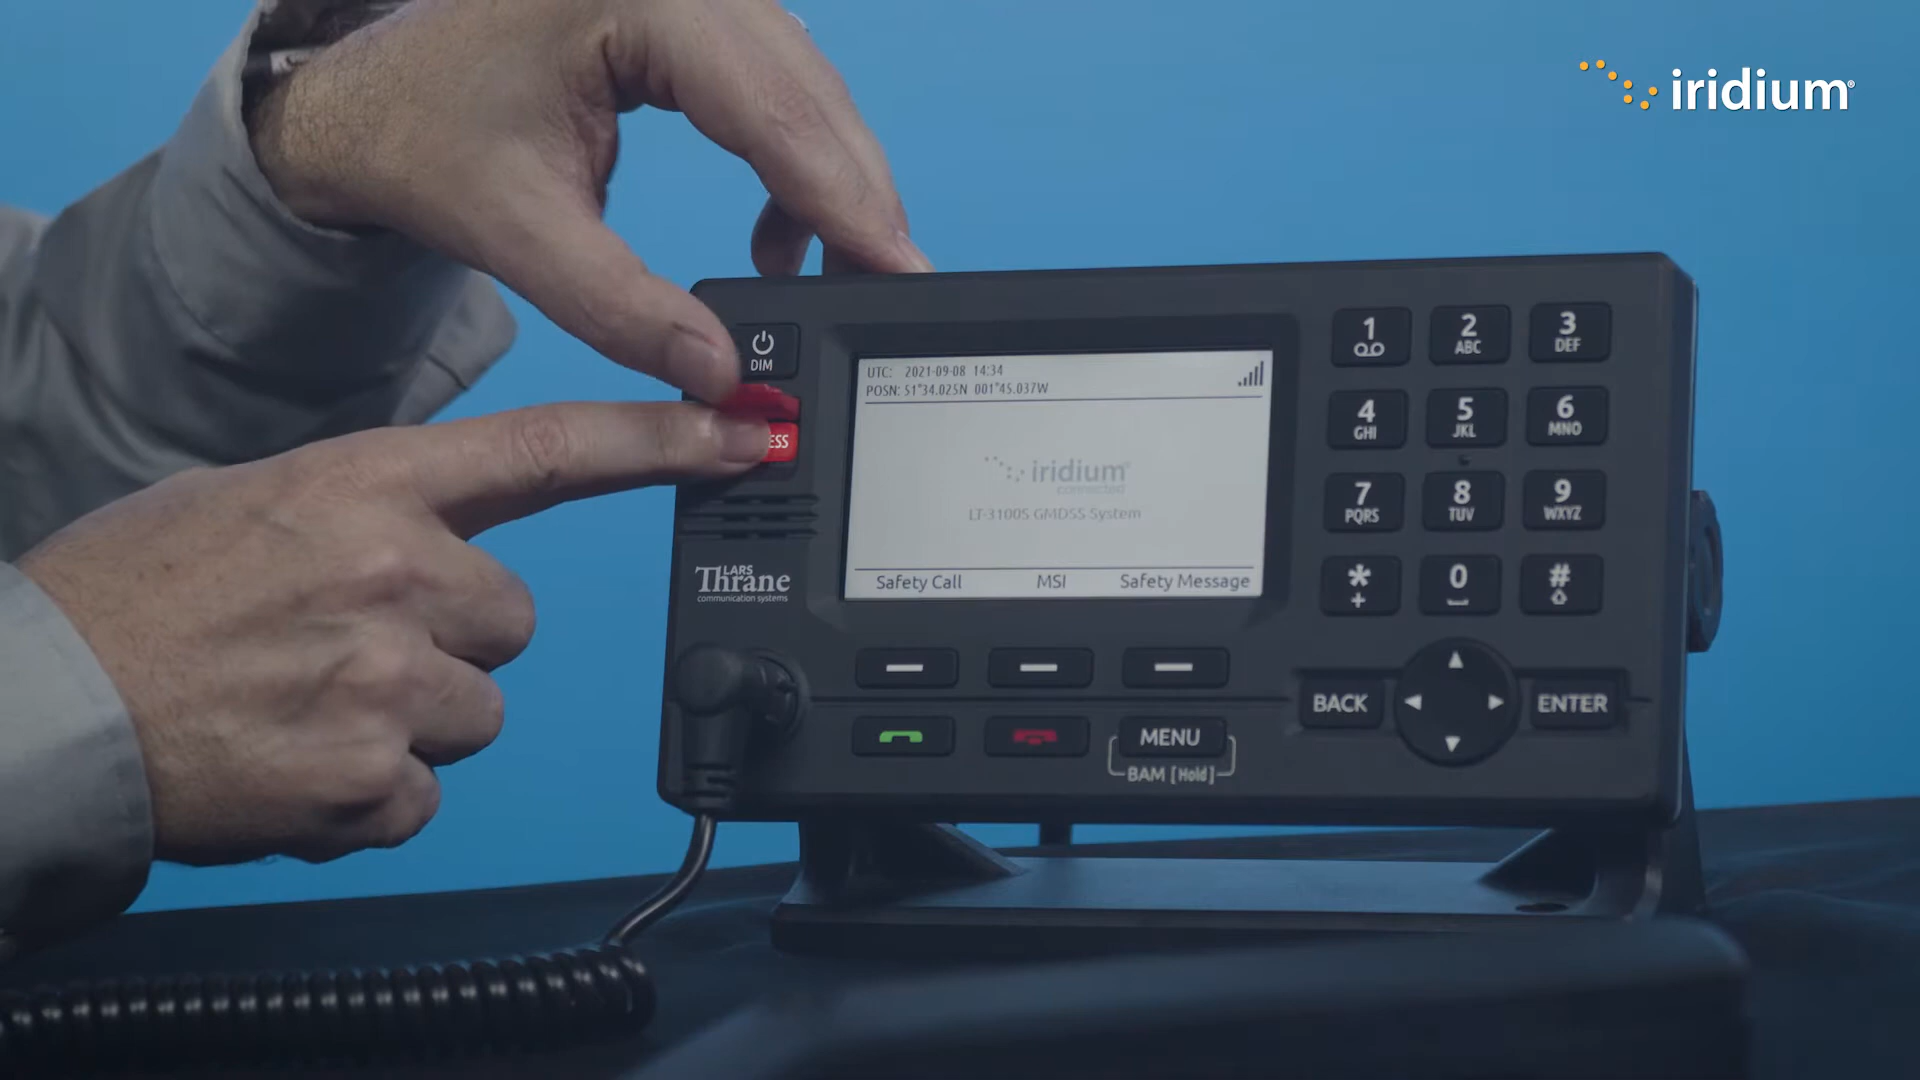 iridium
DIM
ESS
UTC: 2021-09-08 14:34
POSN: 51°34.025N 001°45.037W
iridium
connected
LT-3100S GMDSS System
Safety Call MSI Safety Message
LARS
Thrane
communication systems
1
2 ABC
3 DEF
4 GHI
5 JKL
6 MNO
7 PQRS
8 TUV
9 WXYZ
* +
0
#
BACK
ENTER
MENU
BAM [Hold]